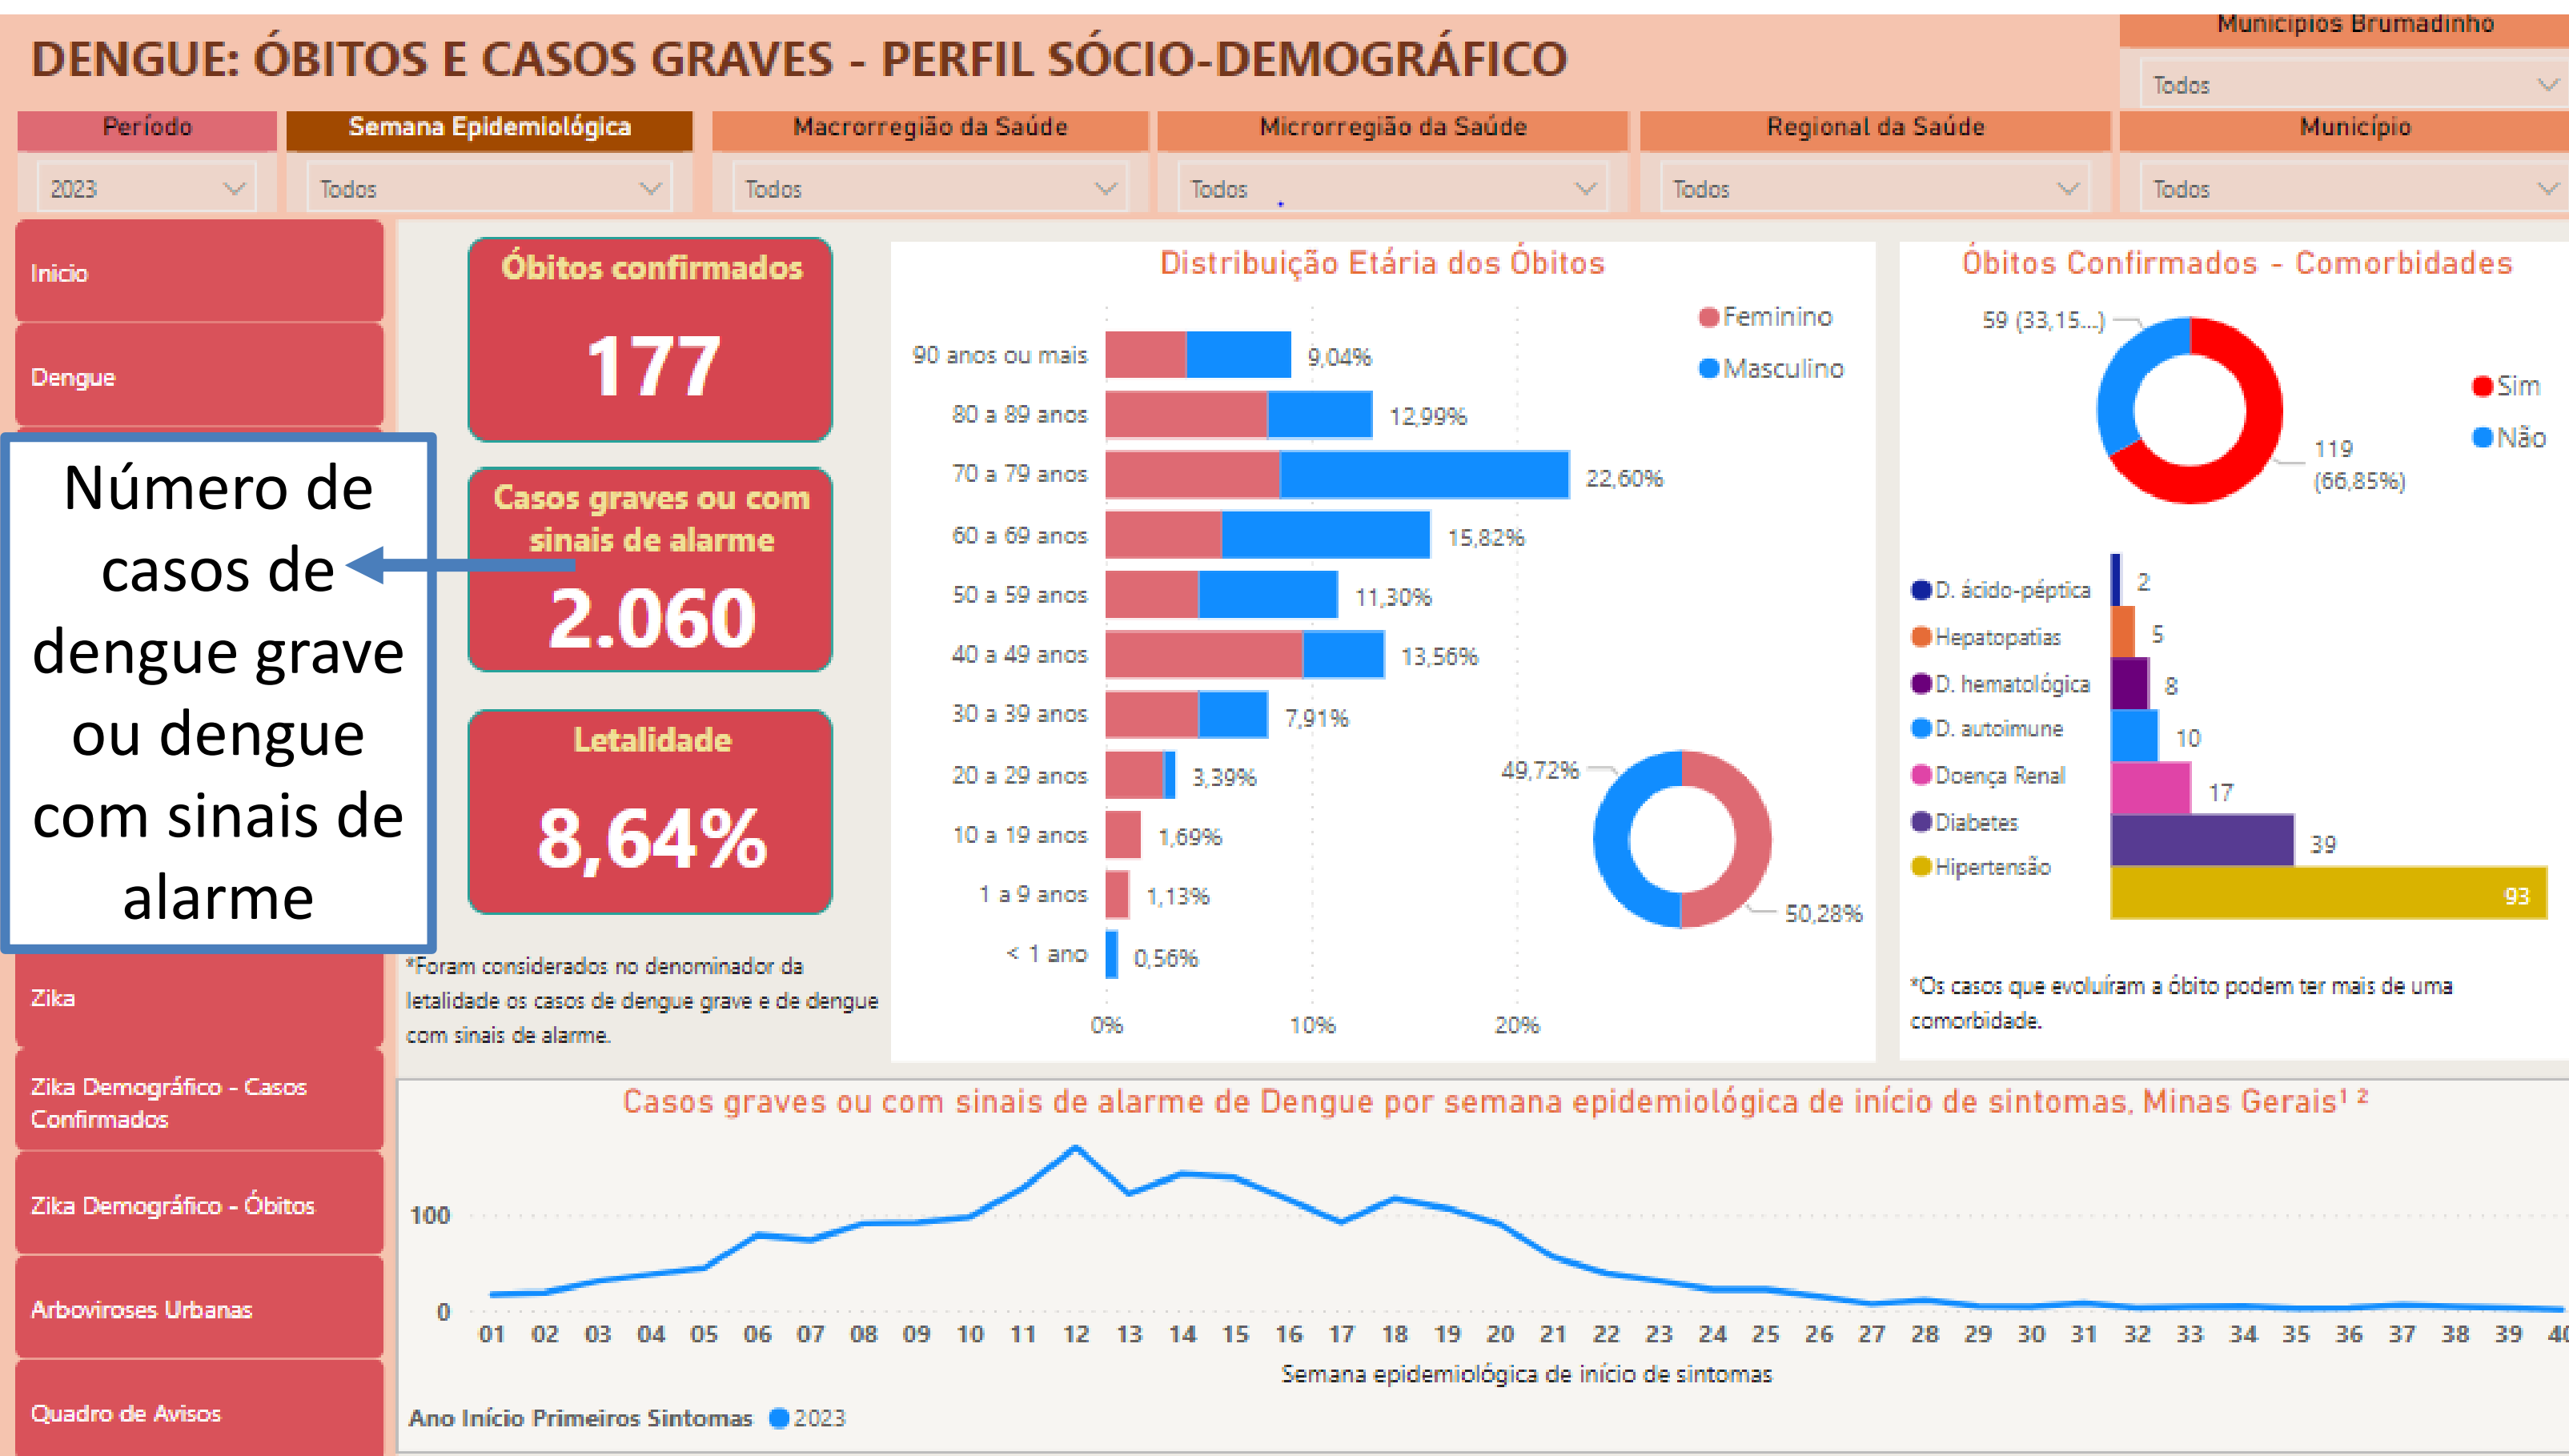 Municípios Brumadinho
DENGUE: ÓBITOS E CASOS GRAVES - PERFIL SÓCIO-DEMOGRÁFICO
Todos
Período
Semana Epidemiológica
Macrorregião da Saúde
Microrregião da Saúde
Regional da Saúde
Município
2023
Todos
Todos
Todos
Todos
Todos
Inicio
Dengue
Número de
casos de
dengue grave
ou dengue
com sinais de
alarme
Zika
Zika Demográfico - Casos
Confirmados
Zika Demográfico - Óbitos
Arboviroses Urbanas
Quadro de Avisos
Óbitos confirmados
177
Casos graves ou com
sinais de alarme
2.060
Letalidade
8,64%
*Foram considerados no denominador da
letalidade os casos de dengue grave e de dengue
com sinais de alarme.
Distribuição Etária dos Óbitos
Feminino
Masculino
90 anos ou mais 9,04%
80 a 89 anos 12,99%
70 a 79 anos 22,60%
60 a 69 anos 15,82%
50 a 59 anos 11,30%
40 a 49 anos 13,56%
30 a 39 anos 7,91%
20 a 29 anos 3,39%
10 a 19 anos 1,69%
1 a 9 anos 1,13%
< 1 ano 0,56%
0% 10% 20%
49,72%
50,28%
Óbitos Confirmados - Comorbidades
59 (33,15...)
Sim
Não
119
(66,85%)
D. ácido-péptica 2
Hepatopatias 5
D. hematológica 8
D. autoimune 10
Doença Renal 17
Diabetes 39
Hipertensão 93
*Os casos que evoluíram a óbito podem ter mais de uma
comorbidade.
Casos graves ou com sinais de alarme de Dengue por semana epidemiológica de início de sintomas, Minas Gerais¹ ²
100
0
01 02 03 04 05 06 07 08 09 10 11 12 13 14 15 16 17 18 19 20 21 22 23 24 25 26 27 28 29 30 31 32 33 34 35 36 37 38 39 40
Semana epidemiológica de início de sintomas
Ano Início Primeiros Sintomas 2023